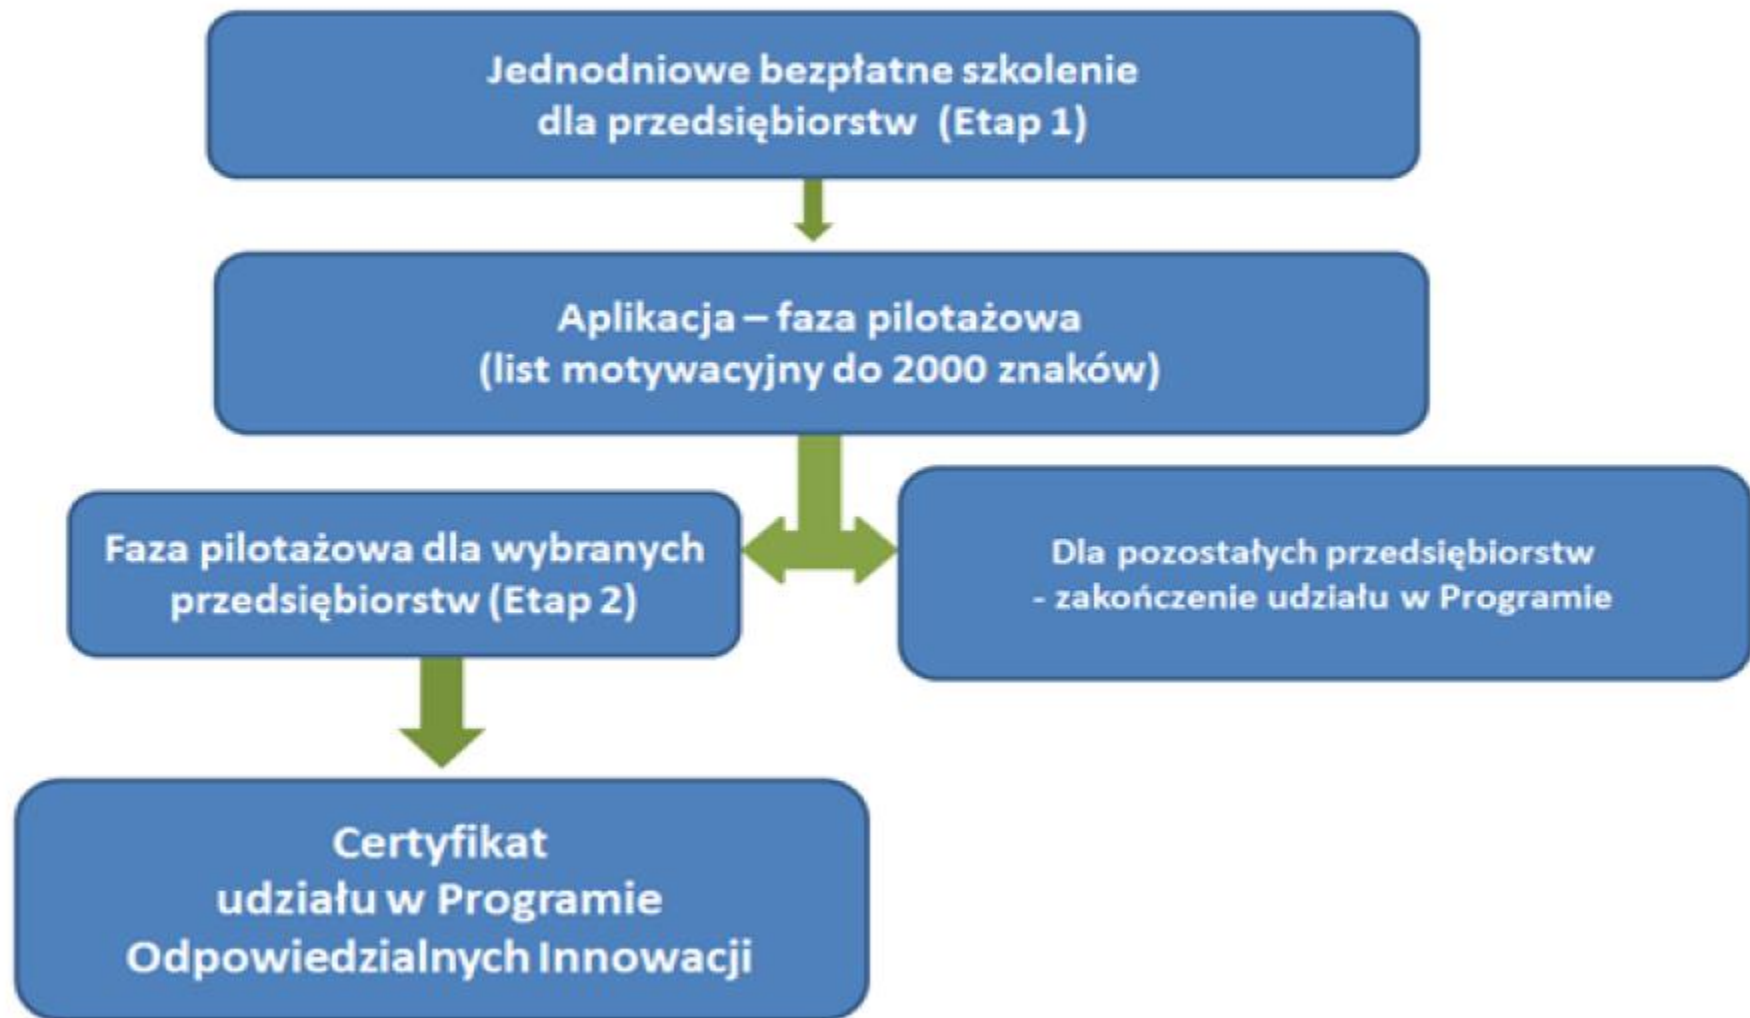 Jednodniowe bezpłatne szkolenie
dla przedsiębiorstw (Etap 1)
Aplikacja – faza pilotażowa
(list motywacyjny do 2000 znaków)
Faza pilotażowa dla wybranych
przedsiębiorstw (Etap 2)
Dla pozostałych przedsiębiorstw
- zakończenie udziału w Programie
Certyfikat
udziału w Programie
Odpowiedzialnych Innowacji